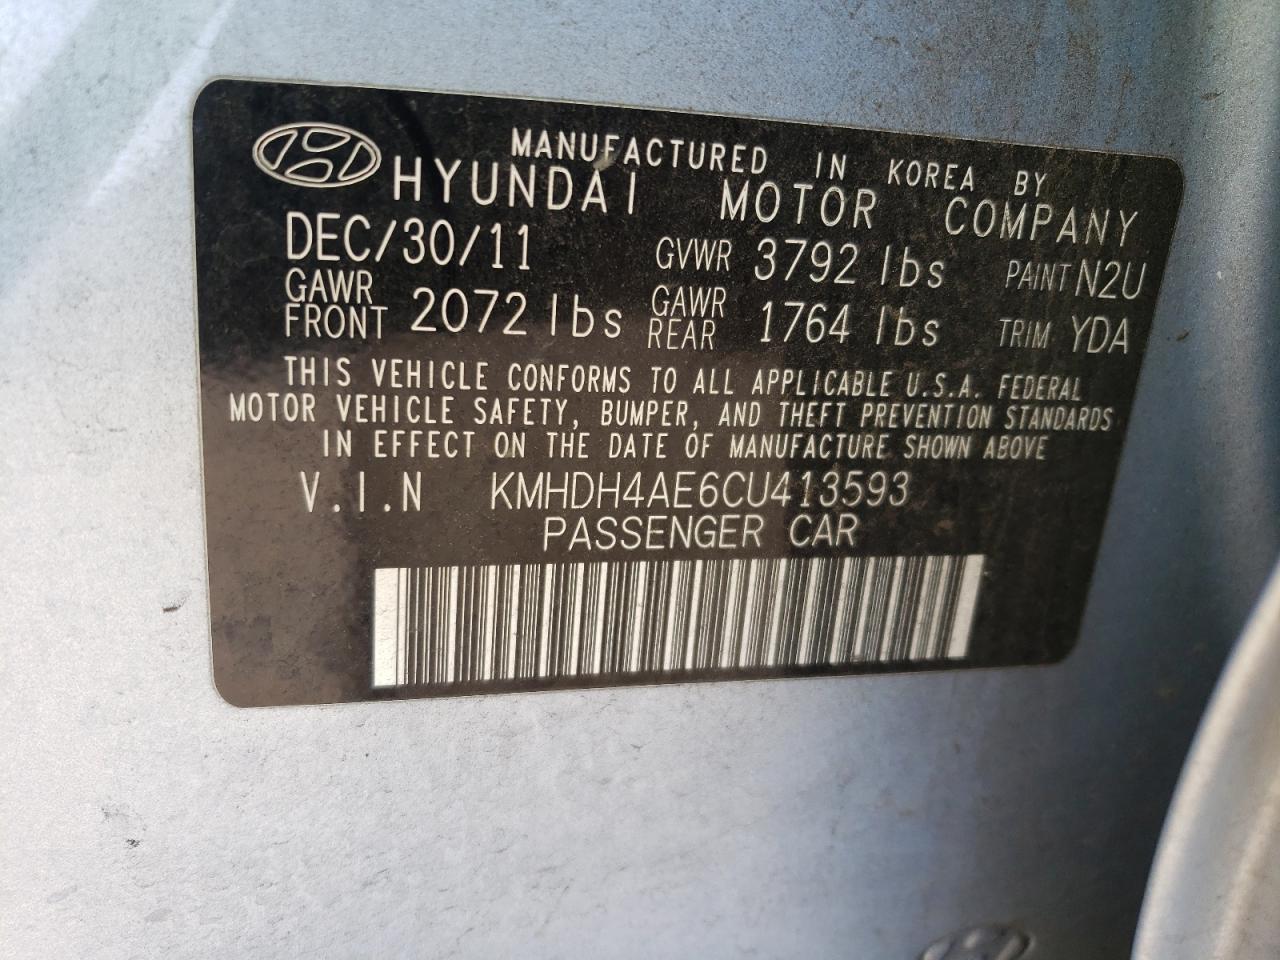 MANUFACTURED IN KOREA BY
HYUNDAI MOTOR COMPANY
DEC/30/11 GVWR 3792 lbs PAINT N2U
GAWR FRONT 2072 lbs GAWR REAR 1764 lbs TRIM YDA
THIS VEHICLE CONFORMS TO ALL APPLICABLE U.S.A. FEDERAL
MOTOR VEHICLE SAFETY, BUMPER, AND THEFT PREVENTION STANDARDS
IN EFFECT ON THE DATE OF MANUFACTURE SHOWN ABOVE
V.I.N KMHDH4AE6CU413593
PASSENGER CAR